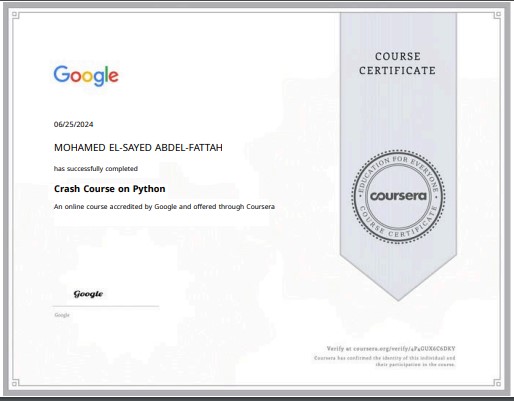 COURSE
CERTIFICATE
Google
06/25/2024
MOHAMED EL-SAYED ABDEL-FATTAH
has successfully completed
Crash Course on Python
An online course accredited by Google and offered through Coursera
EDUCATION FOR EVERYONE
coursera
COURSE CERTIFICATE
Google
Google
Verify at coursera.org/verify/
Coursera has confirmed the identity of this individual and
their participation in the course.